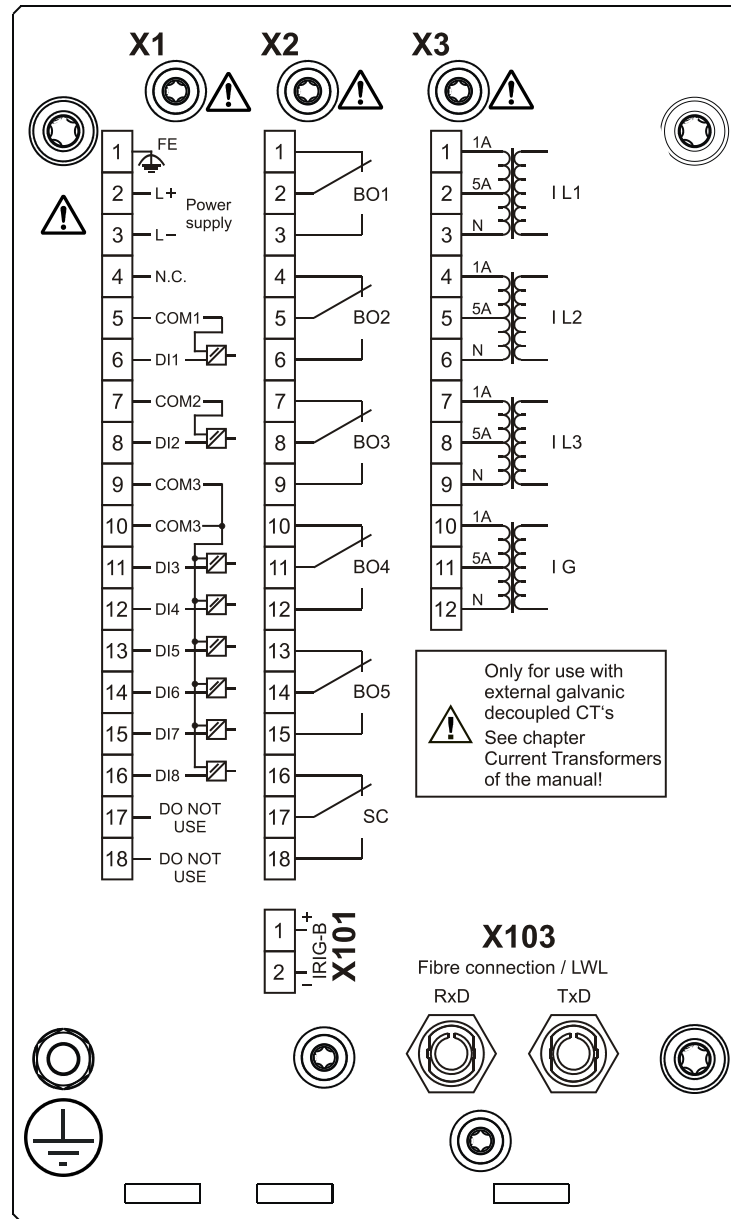 X1 X2 X3
1 FE
2 L+
Power
supply
3 L–
4 N.C.
5 COM1
6 DI1
7 COM2
8 DI2
9 COM3
10 COM3
11 DI3
12 DI4
13 DI5
14 DI6
15 DI7
16 DI8
17 DO NOT
USE
18 DO NOT
USE
1
2 BO1
3
4
5 BO2
6
7
8 BO3
9
10
11 BO4
12
13
14 BO5
15
16
17 SC
18
1 1A
2 5A I L1
3 N
4 1A
5 5A I L2
6 N
7 1A
8 5A I L3
9 N
10 1A
11 5A I G
12 N
Only for use with
external galvanic
decoupled CT‘s
See chapter
Current Transformers
of the manual!
1 +
2 –
IRIG-B
X101
X103
Fibre connection / LWL
RxD TxD